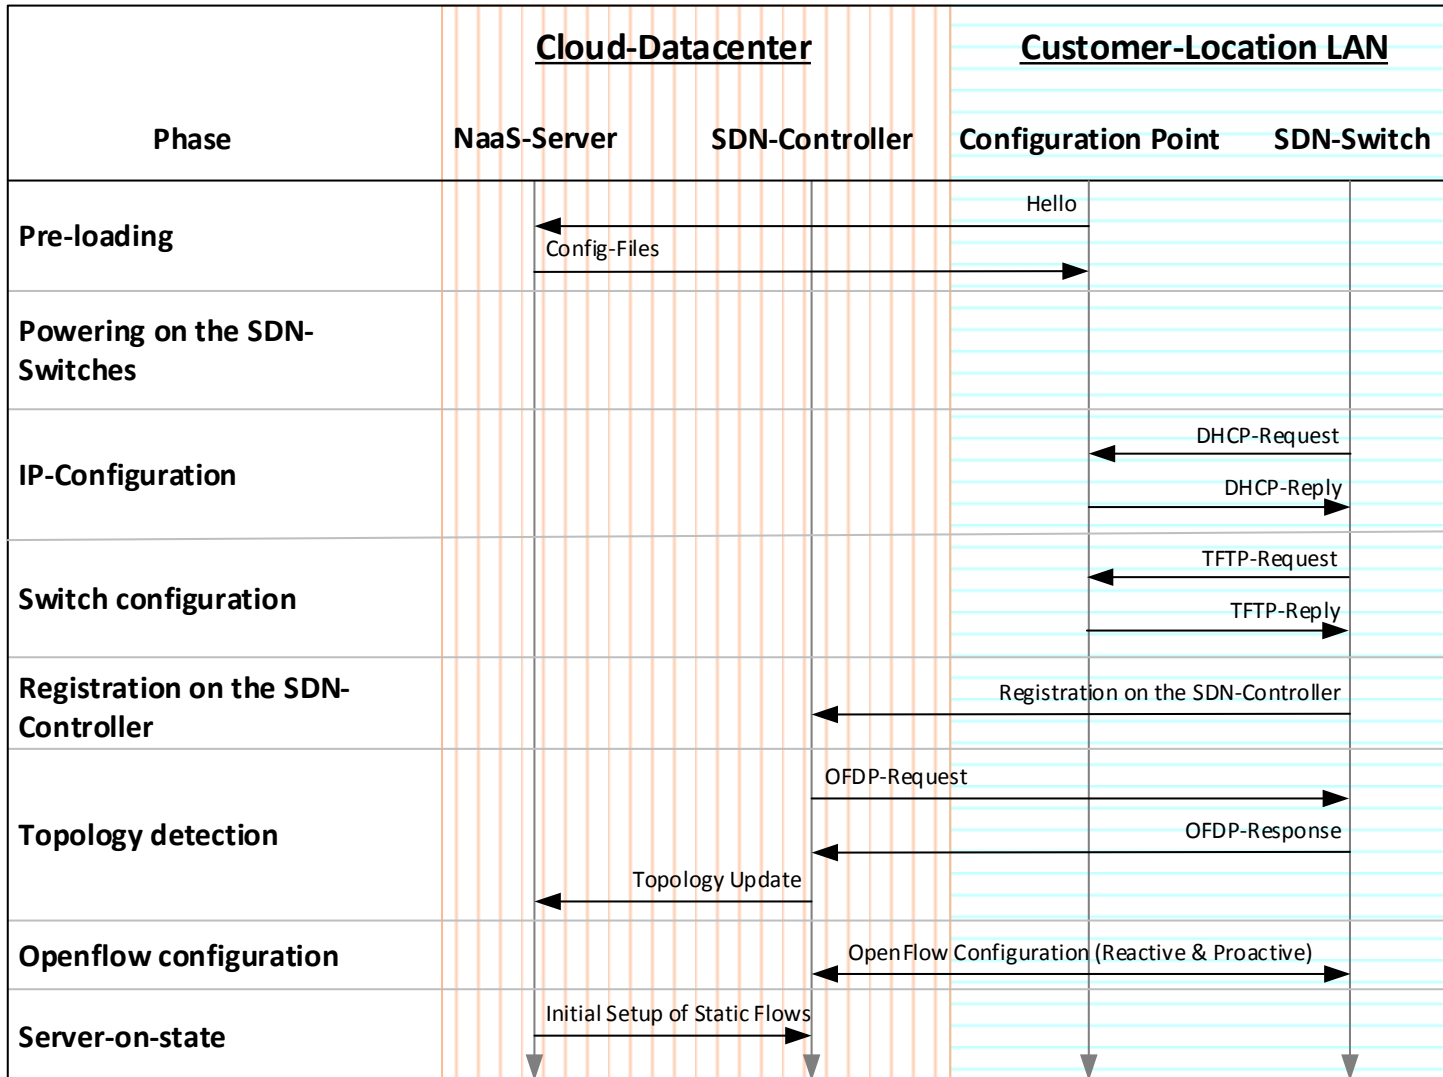 Cloud-Datacenter
Customer-Location LAN
Phase
NaaS-Server
SDN-Controller
Configuration Point
SDN-Switch
Pre-loading
Hello
Config-Files
Powering on the SDN-
Switches
IP-Configuration
DHCP-Request
DHCP-Reply
Switch configuration
TFTP-Request
TFTP-Reply
Registration on the SDN-
Controller
Registration on the SDN-Controller
Topology detection
OFDP-Request
OFDP-Response
Topology Update
Openflow configuration
OpenFlow Configuration (Reactive & Proactive)
Server-on-state
Initial Setup of Static Flows